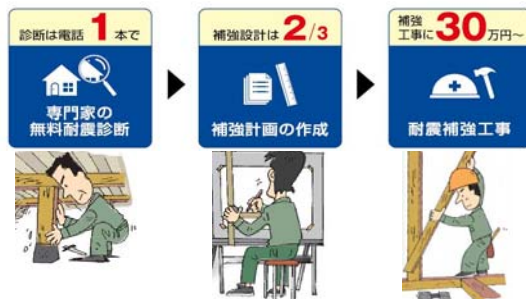 診断は電話1本で
専門家の
無料耐震診断
補強設計は2/3
補強計画の作成
補強
工事に30万円~
耐震補強工事